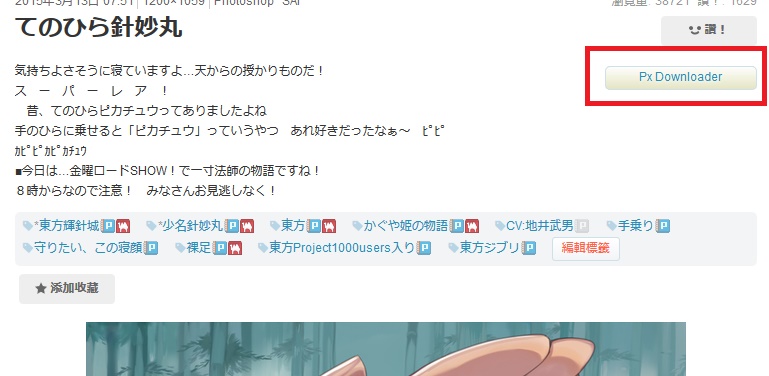 2015年3月13日 07:51 | 1200×1059 | Photoshop SAI
瀏覽量: 38721 讚！: 1629
てのひら針妙丸
讚！
Px Downloader
気持ちよさそうに寝ていますよ…天からの授かりものだ！
ス ー パ ー レ ア ！
昔、てのひらピカチュウってありましたよね
手のひらに乗せると「ピカチュウ」っていうやつ あれ好きだったなぁ～ ﾋﾟﾋﾟ
ｶﾋﾟﾋﾟｶﾋﾟｶﾁｭｳ
■今日は…金曜ロードSHOW！で一寸法師の物語ですね！
８時からなので注意！ みなさんお見逃しなく！
*東方輝針城 *少名針妙丸 東方 かぐや姫の物語 CV:地井武男 手乗り
守りたい、この寝顔 裸足 東方Project1000users入り 東方ジブリ 編輯標籤
★ 添加收藏